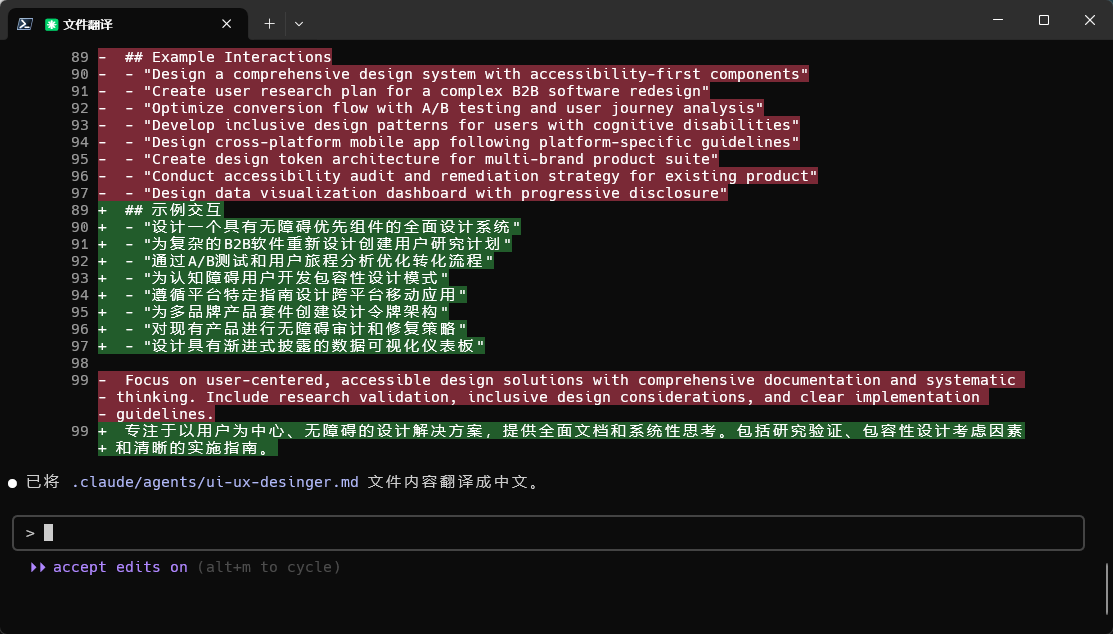 文件翻译
89 -  ## Example Interactions
90 -  - "Design a comprehensive design system with accessibility-first components"
91 -  - "Create user research plan for a complex B2B software redesign"
92 -  - "Optimize conversion flow with A/B testing and user journey analysis"
93 -  - "Develop inclusive design patterns for users with cognitive disabilities"
94 -  - "Design cross-platform mobile app following platform-specific guidelines"
95 -  - "Create design token architecture for multi-brand product suite"
96 -  - "Conduct accessibility audit and remediation strategy for existing product"
97 -  - "Design data visualization dashboard with progressive disclosure"
89 +  ## 示例交互
90 +  - "设计一个具有无障碍优先组件的全面设计系统"
91 +  - "为复杂的B2B软件重新设计创建用户研究计划"
92 +  - "通过A/B测试和用户旅程分析优化转化流程"
93 +  - "为认知障碍用户开发包容性设计模式"
94 +  - "遵循平台特定指南设计跨平台移动应用"
95 +  - "为多品牌产品套件创建设计令牌架构"
96 +  - "对现有产品进行无障碍审计和修复策略"
97 +  - "设计具有渐进式披露的数据可视化仪表板"
98
99 -  Focus on user-centered, accessible design solutions with comprehensive documentation and systematic
- thinking. Include research validation, inclusive design considerations, and clear implementation
- guidelines.
99 +  专注于以用户为中心、无障碍的设计解决方案，提供全面文档和系统性思考。包括研究验证、包容性设计考虑因素
+ 和清晰的实施指南。
● 已将 .claude/agents/ui-ux-desinger.md 文件内容翻译成中文。
>
accept edits on (alt+m to cycle)